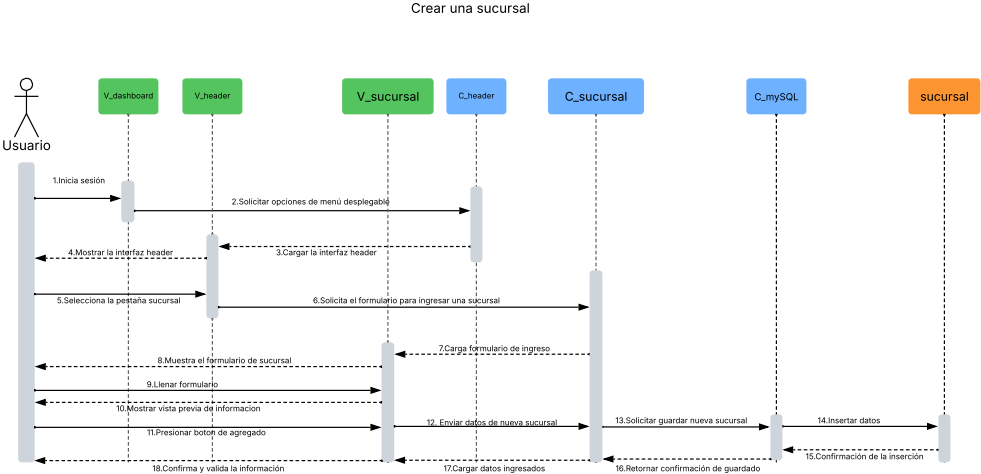 Crear una sucursal
V_dashboard
V_header
V_sucursal
C_header
C_sucursal
C_mySQL
sucursal
Usuario
1.Inicia sesión
2.Solicitar opciones de menú desplegable
3.Cargar la interfaz header
4.Mostrar la interfaz header
5.Selecciona la pestaña sucursal
6.Solicita el formulario para ingresar una sucursal
7.Carga formulario de ingreso
8.Muestra el formulario de sucursal
9.Llenar formulario
10.Mostrar vista previa de informacion
11.Presionar boton de agregado
12. Enviar datos de nueva sucursal
13.Solicitar guardar nueva sucursal
14.Insertar datos
15.Confirmación de la inserción
16.Retornar confirmación de guardado
17.Cargar datos ingresados
18.Confirma y valida la información